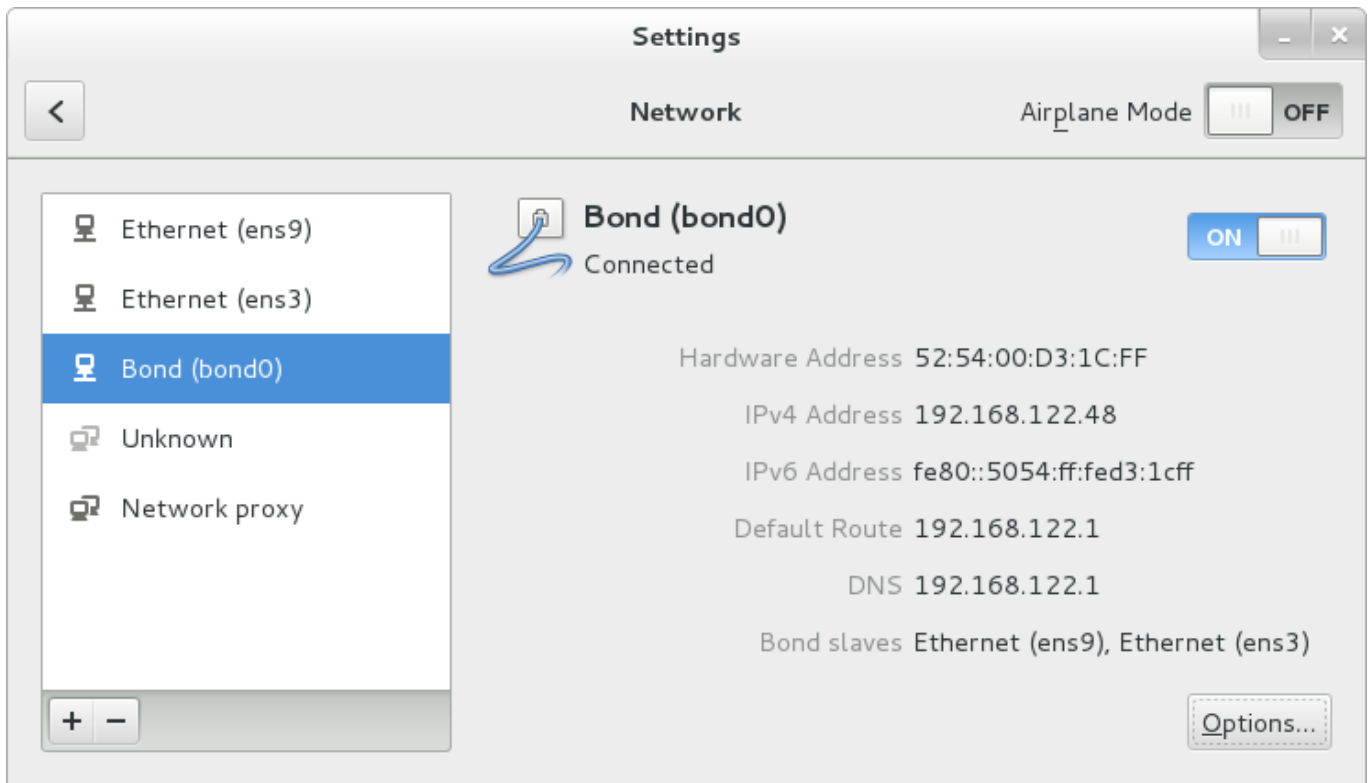 Settings
Network
Airplane Mode OFF
Ethernet (ens9)
Ethernet (ens3)
Bond (bond0)
Unknown
Network proxy
Bond (bond0)
ON
Connected
Hardware Address 52:54:00:D3:1C:FF
IPv4 Address 192.168.122.48
IPv6 Address fe80::5054:ff:fed3:1cff
Default Route 192.168.122.1
DNS 192.168.122.1
Bond slaves Ethernet (ens9), Ethernet (ens3)
Options...